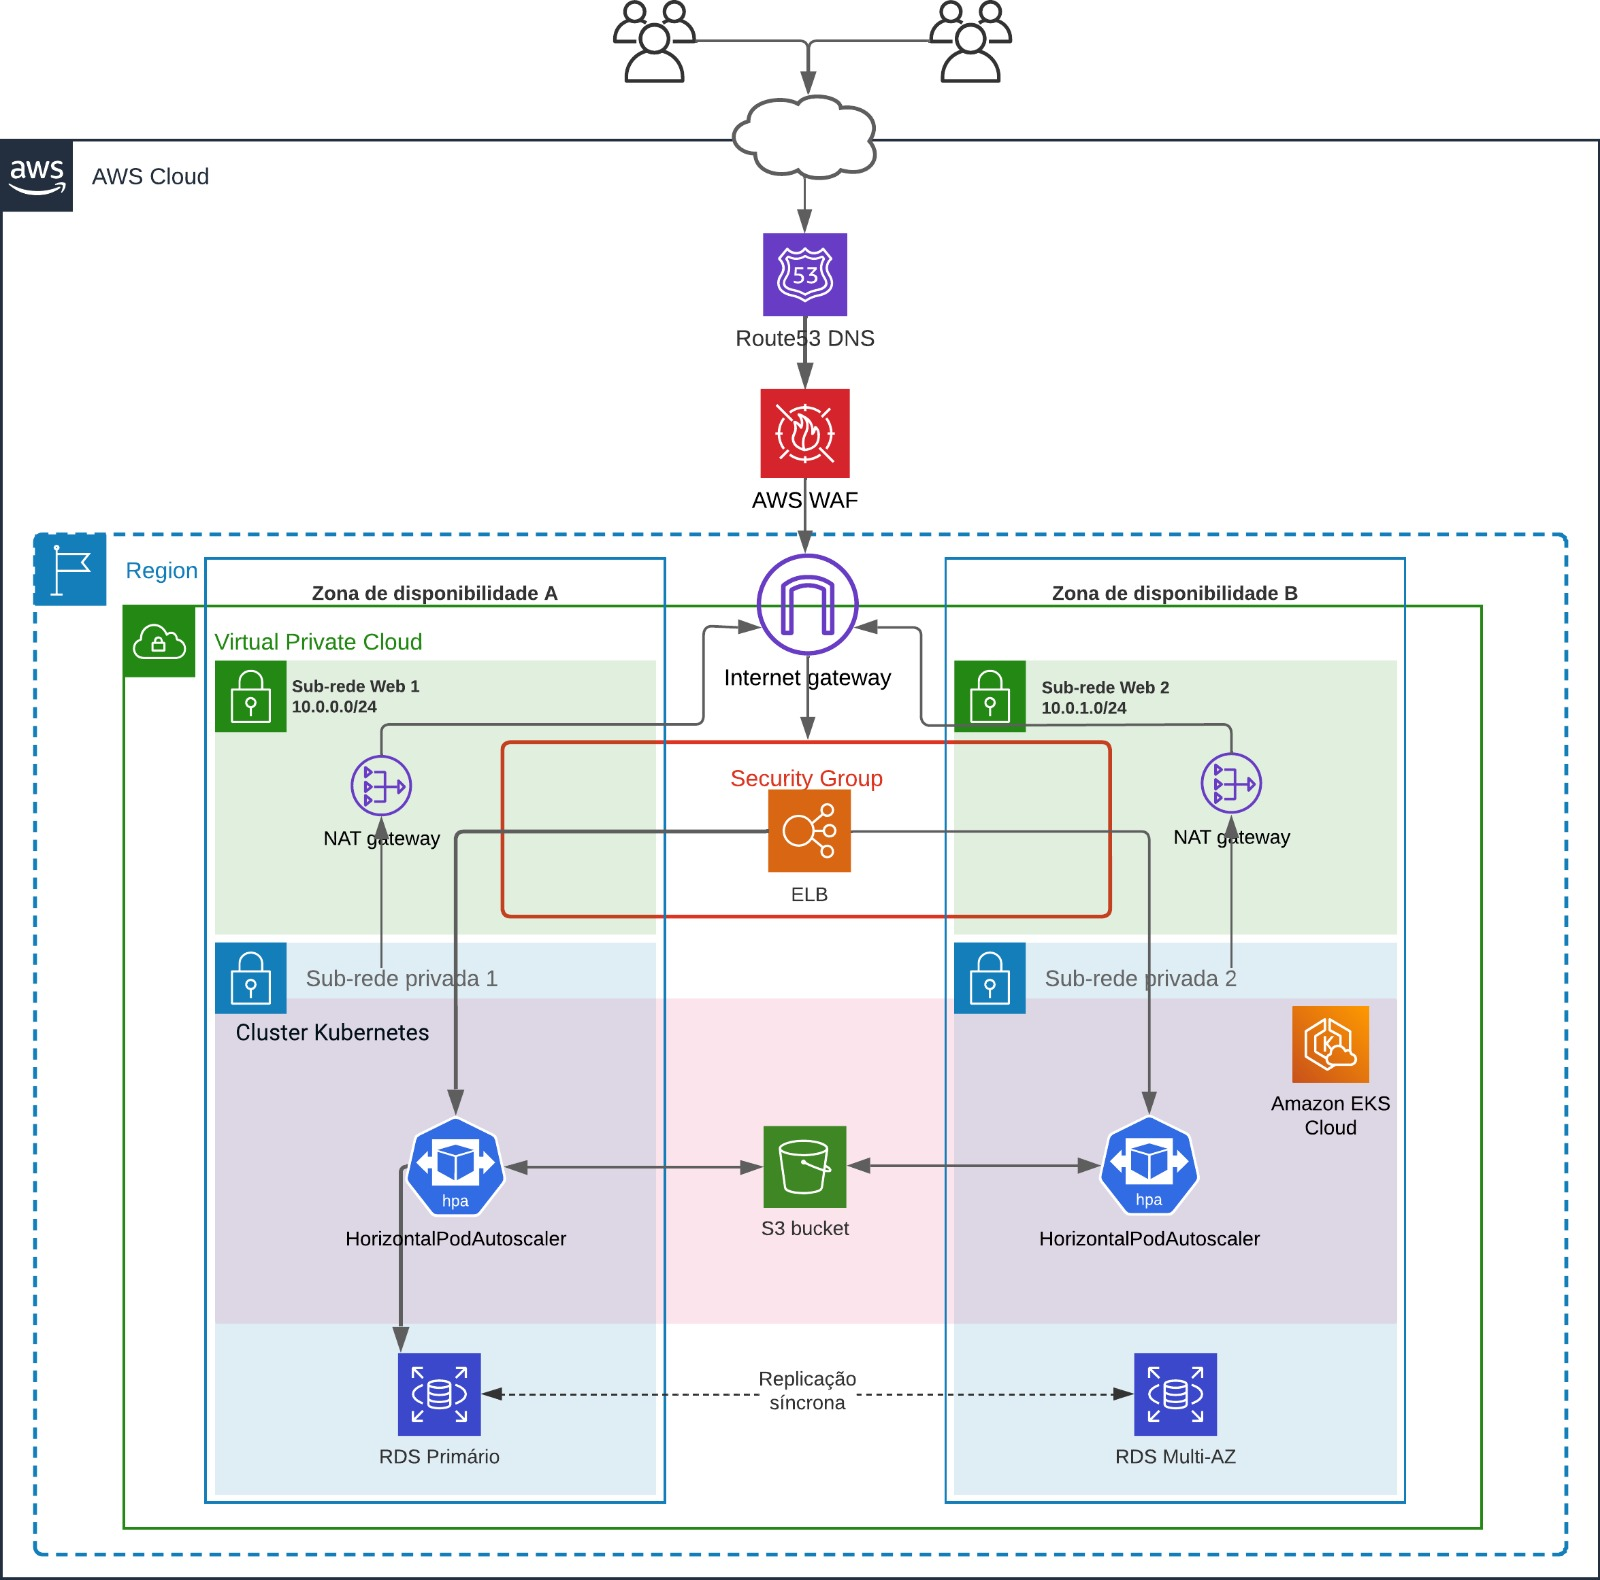 aws
AWS Cloud
53
Route53 DNS
AWS WAF
Region
Zona de disponibilidade A
Zona de disponibilidade B
Virtual Private Cloud
Sub-rede Web 1
10.0.0.0/24
Internet gateway
Sub-rede Web 2
10.0.1.0/24
Security Group
NAT gateway
NAT gateway
ELB
Sub-rede privada 1
Sub-rede privada 2
Cluster Kubernetes
K
Amazon EKS
Cloud
hpa
HorizontalPodAutoscaler
S3 bucket
hpa
HorizontalPodAutoscaler
Replicação
síncrona
RDS Primário
RDS Multi-AZ